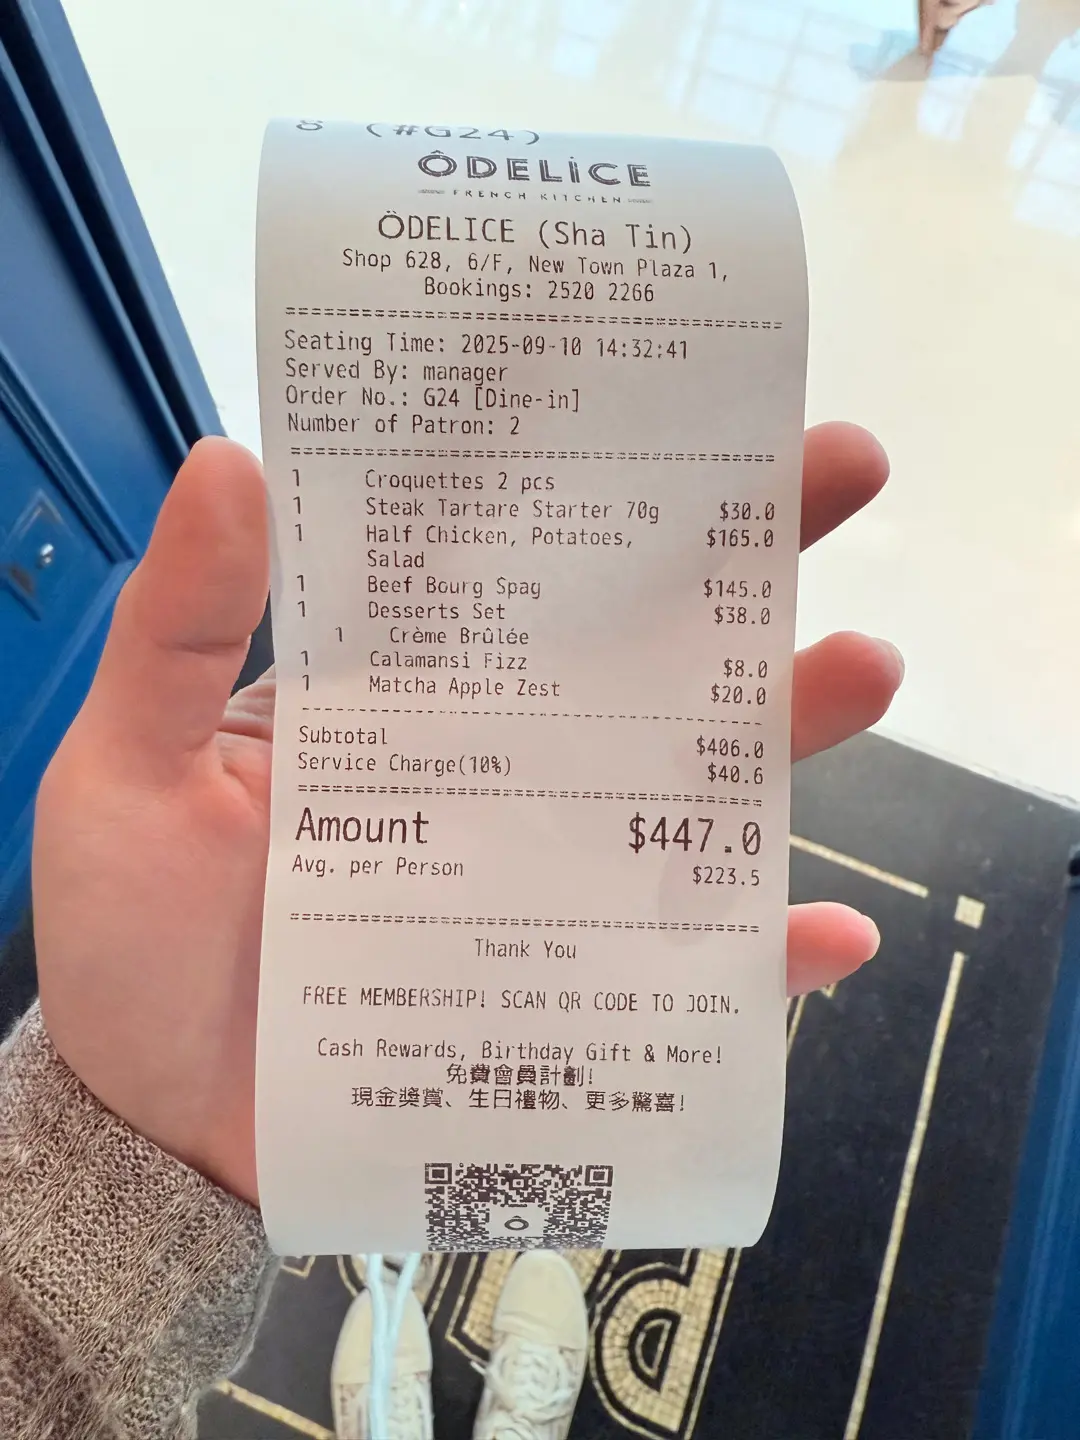 8 (#G24)
ÔDELİCE
FRENCH KITCHEN
ÔDELICE (Sha Tin)
Shop 628, 6/F, New Town Plaza 1,
Bookings: 2520 2266
================================================
Seating Time: 2025-09-10 14:32:41
Served By: manager
Order No.: G24 [Dine-in]
Number of Patron: 2
================================================
1 Croquettes 2 pcs
1 Steak Tartare Starter 70g $30.0
1 Half Chicken, Potatoes, $165.0
Salad
1 Beef Bourg Spag $145.0
1 Desserts Set $38.0
1 Crème Brûlée
1 Calamansi Fizz $8.0
1 Matcha Apple Zest $20.0
------------------------------------------------
Subtotal $406.0
Service Charge(10%) $40.6
================================================
Amount $447.0
Avg. per Person $223.5
================================================
Thank You
FREE MEMBERSHIP! SCAN QR CODE TO JOIN.
Cash Rewards, Birthday Gift & More!
免費會員計劃!
現金獎賞、生日禮物、更多驚喜!
Ô